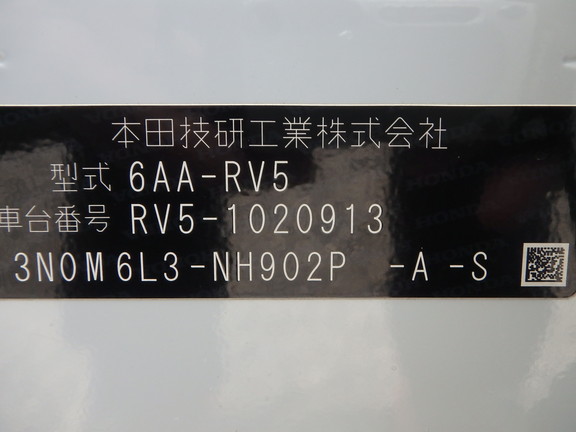 本田技研工業株式会社
型式 6AA-RV5
車台番号 RV5-1020913
3N0M6L3-NH902P -A-S